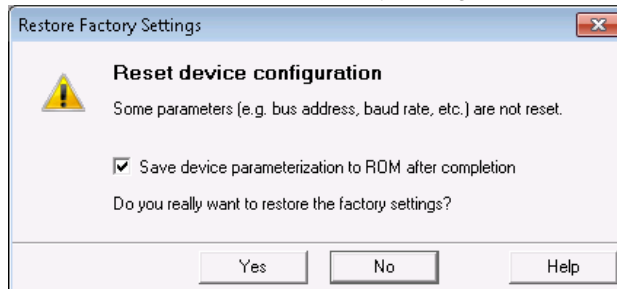 Restore Factory Settings
Reset device configuration
Some parameters (e.g. bus address, baud rate, etc.) are not reset.
Save device parameterization to ROM after completion
Do you really want to restore the factory settings?
Yes No Help